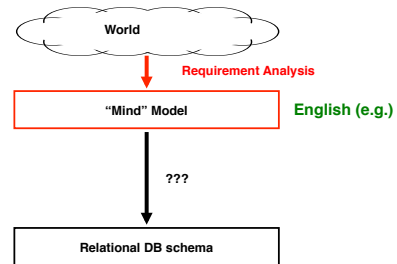 World
Requirement Analysis
“Mind” Model
English (e.g.)
???
Relational DB schema